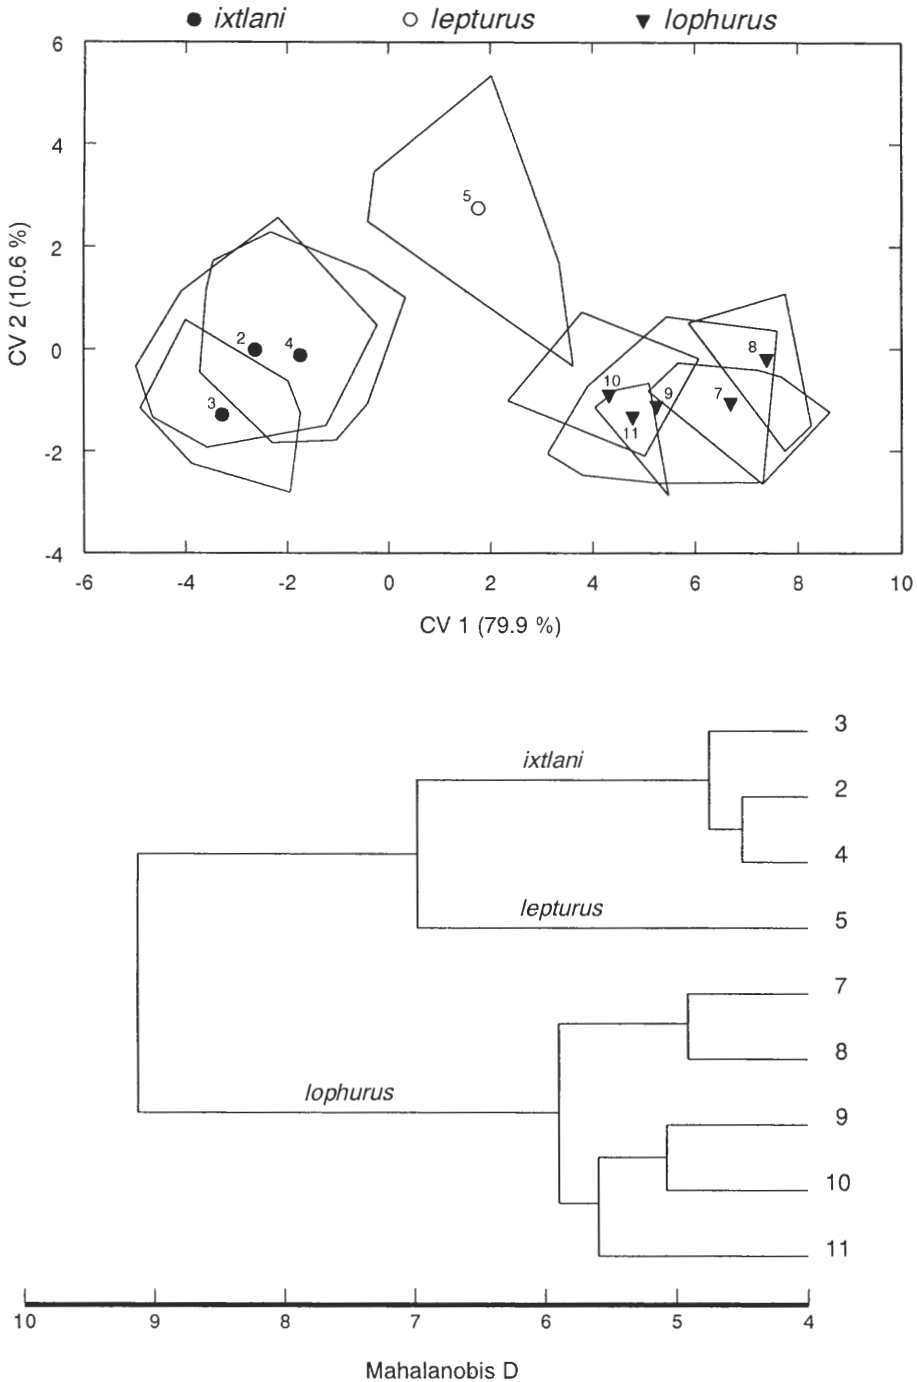 ixtlani lepturus lophurus
6
4
2
0
-2
-4
CV 2 (10.6 %)
5
2
4
3
8
10
9
7
11
-6 -4 -2 0 2 4 6 8 10
CV 1 (79.9 %)
3
ixtlani
2
4
lepturus
5
7
8
lophurus
9
10
11
10 9 8 7 6 5 4
Mahalanobis D